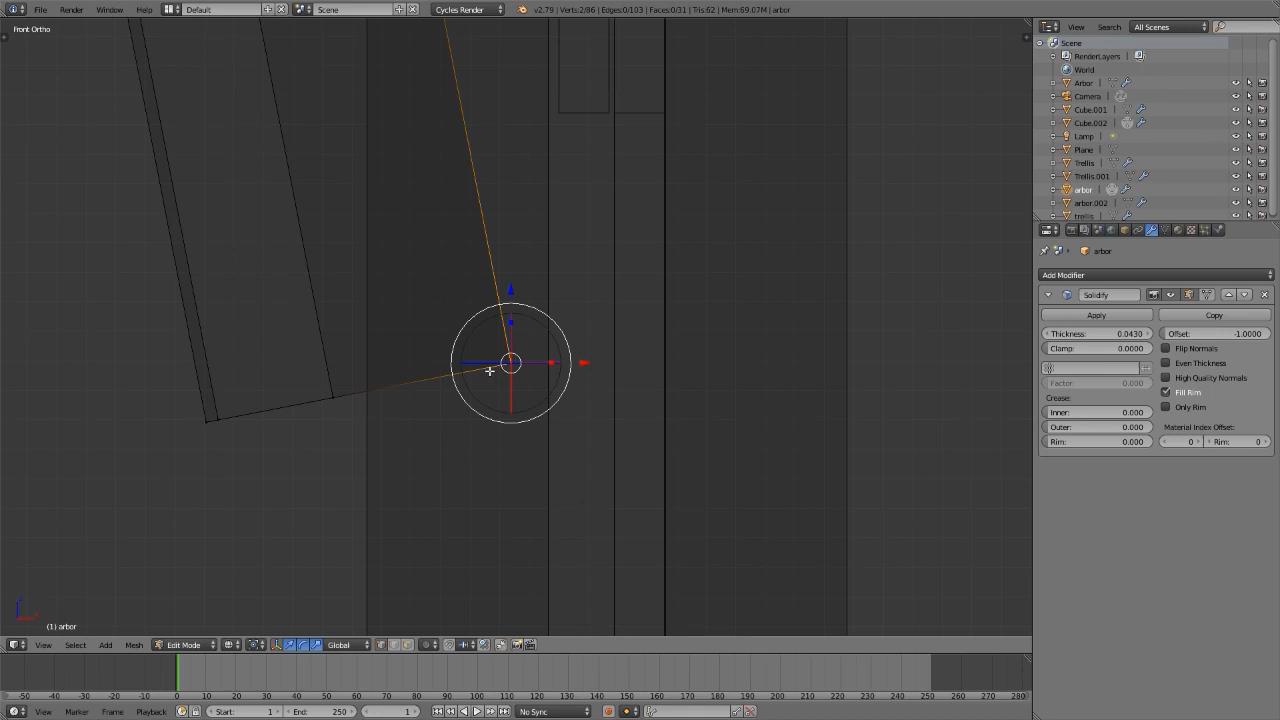 File Render Window Help Default Scene Cycles Render v2.79 | Verts:2/86 | Edges:0/103 | Faces:0/31 | Tris:62 | Mem:69.07M | arbor
Front Ortho
(1) arbor
View Select Add Mesh Edit Mode Global
-50 -40 -30 -20 -10 0 10 20 30 40 50 60 70 80 90 100 110 120 130 140 150 160 170 180 190 200 210 220 230 240 250 260 270 280
View Marker Frame Playback Start: 1 End: 250 1 No Sync
View Search All Scenes
Scene
RenderLayers
World
Arbor
Camera
Cube.001
Cube.002
Lamp
Plane
Trellis
Trellis.001
arbor
arbor.002
trellis
arbor
Add Modifier
Solidify
Apply Copy
Thickness: 0.0430 Offset: -1.0000
Clamp: 0.0000 Flip Normals
Even Thickness
Factor: 0.000 High Quality Normals
Crease: Fill Rim
Inner: 0.000 Only Rim
Outer: 0.000 Material Index Offset:
Rim: 0.000 0 Rim: 0